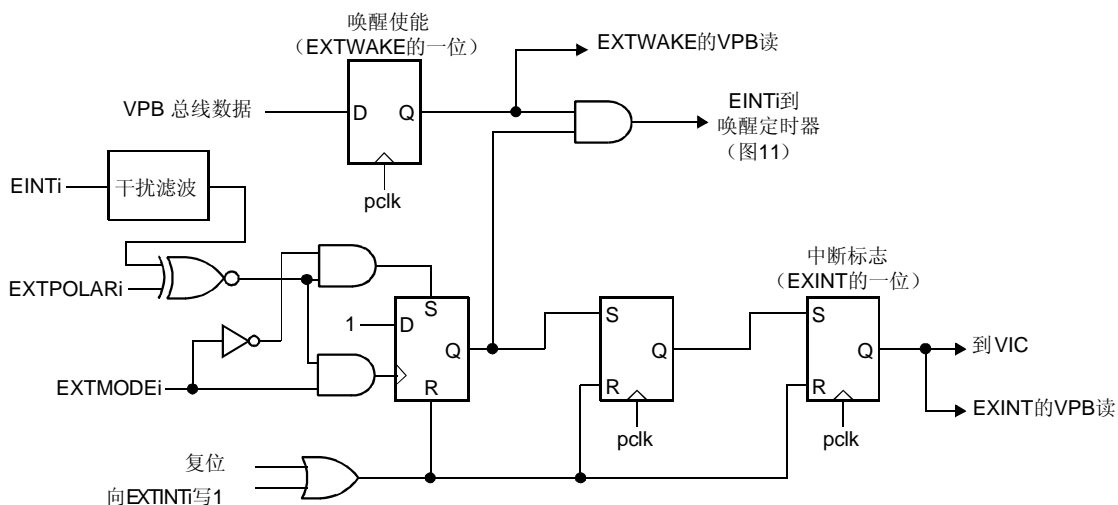 唤醒使能
(EXTWAKE的一位)
EXTWAKE的VPB读
VPB 总线数据
D
Q
pclk
EINTi到
唤醒定时器
(图11)
EINTi
干扰滤波
EXTPOLARi
EXTMODEi
1
S
D
Q
R
S
Q
R
pclk
中断标志
(EXINT的一位)
S
Q
R
pclk
到VIC
EXINT的VPB读
复位
向EXTINTi写1